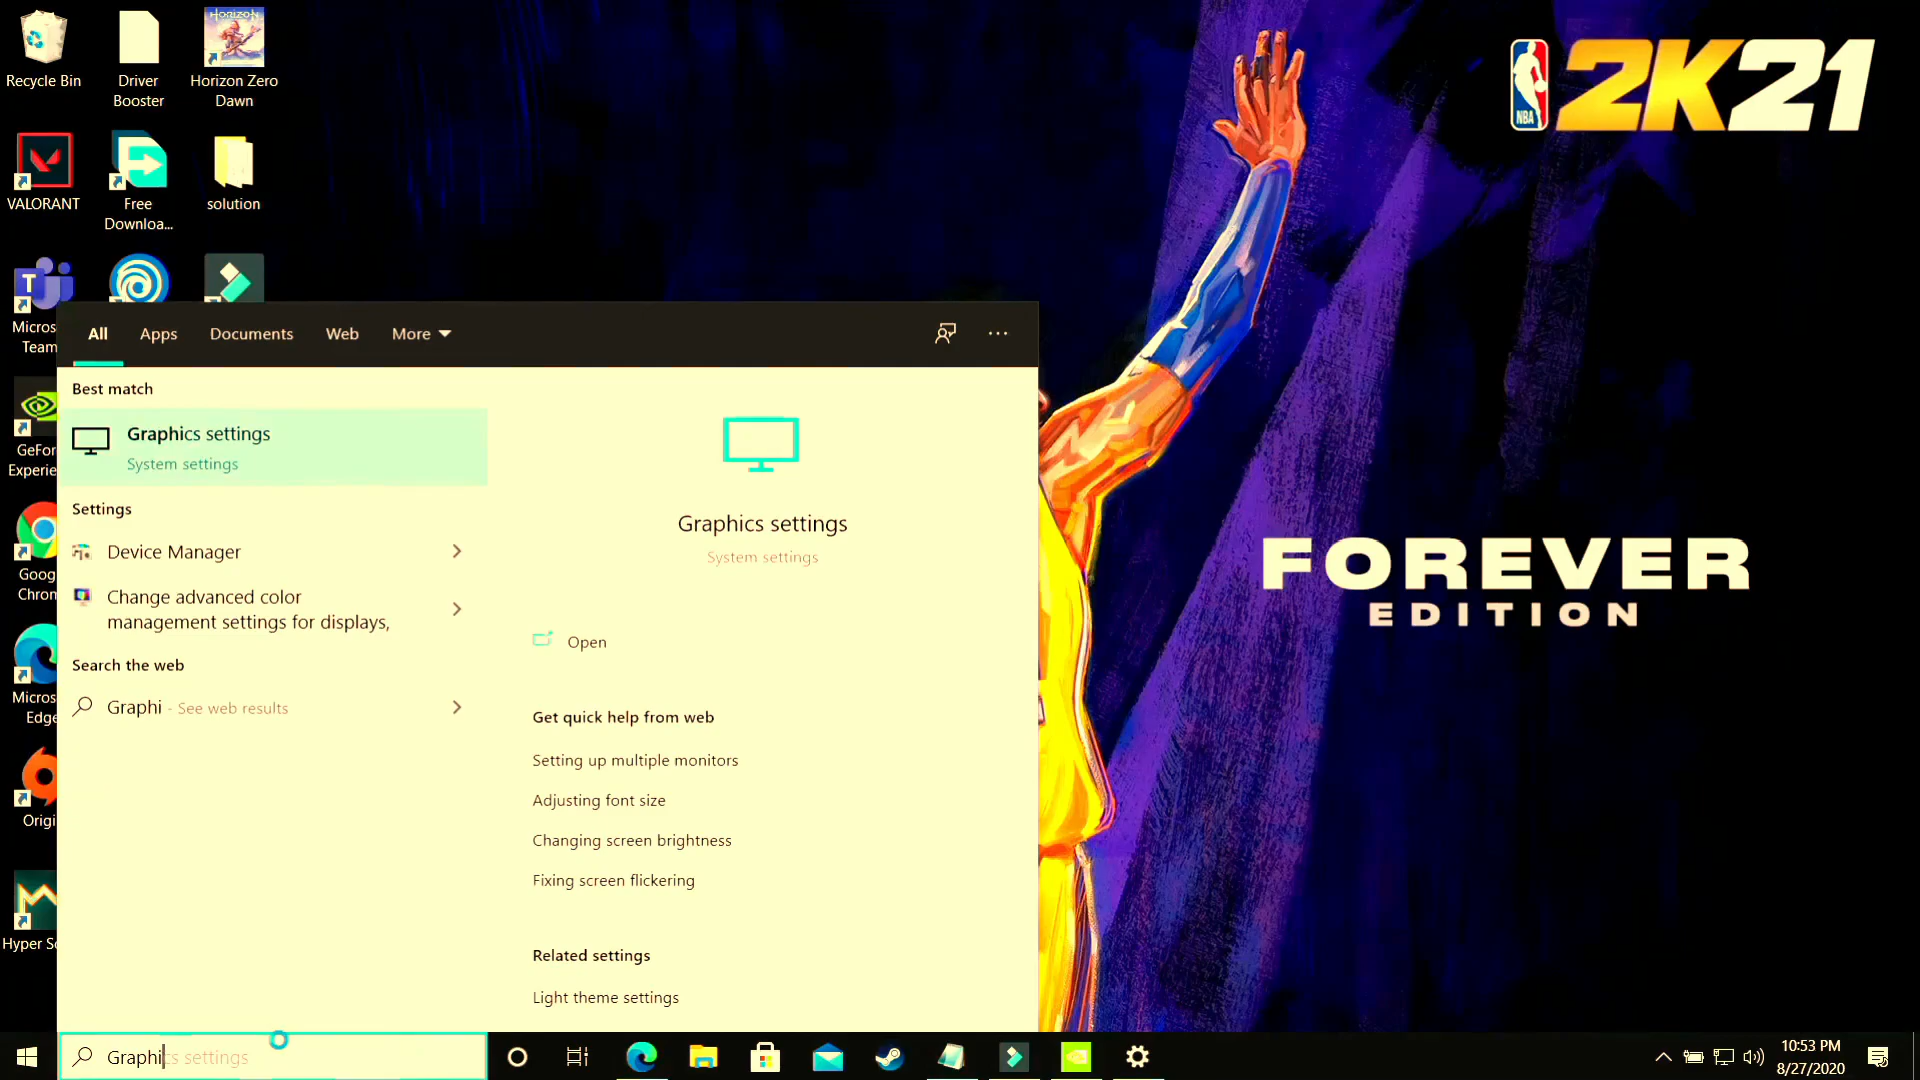 Recycle Bin
Driver
Booster
HORIZON
Horizon Zero
Dawn
VALORANT
Free
Downloa...
solution
T
Micros
Team
GeFor
Experie
Goog
Chrom
Micros
Edge
Origi
Hyper Sc
All
Apps
Documents
Web
More
Best match
Graphics settings
System settings
Settings
Device Manager
Change advanced color
management settings for displays,
Search the web
Graphi - See web results
Graphics settings
System settings
Open
Get quick help from web
Setting up multiple monitors
Adjusting font size
Changing screen brightness
Fixing screen flickering
Related settings
Light theme settings
NBA
2K21
FOREVER
EDITION
Graphics settings
10:53 PM
8/27/2020